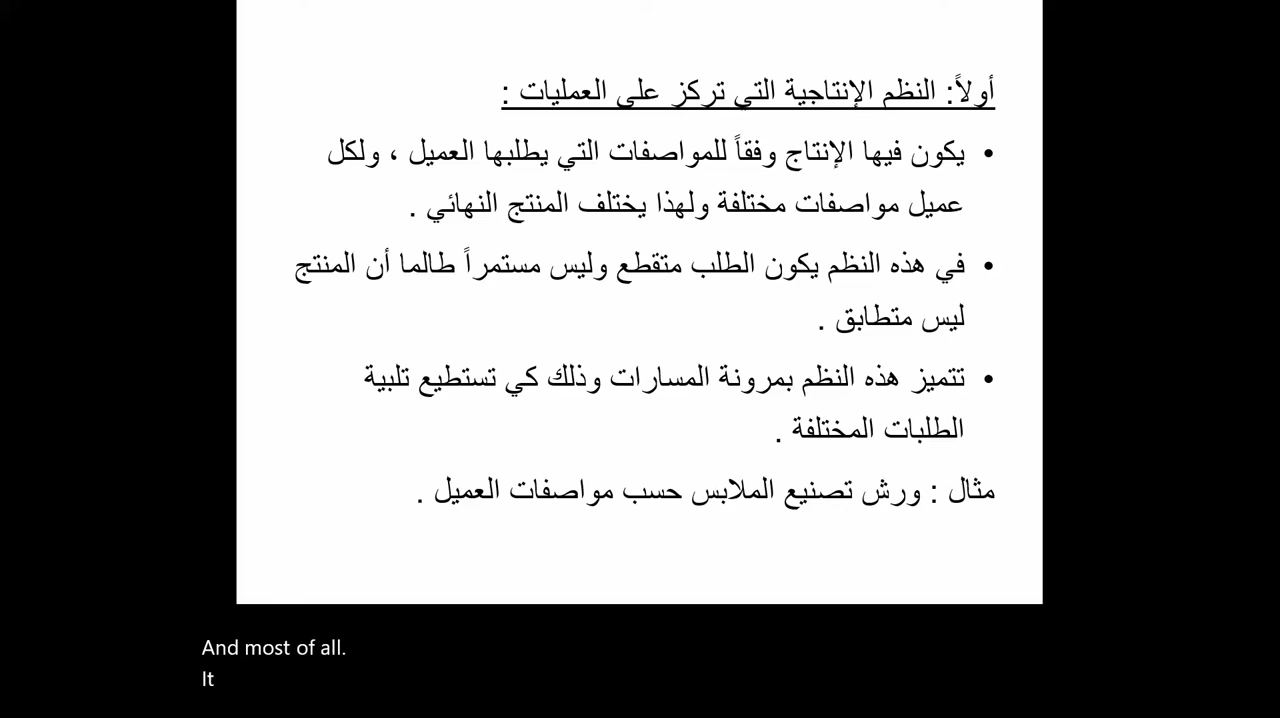 أولاً: النظم الإنتاجية التي تركز على العمليات :
• يكون فيها الإنتاج وفقاً للمواصفات التي يطلبها العميل ، ولكل
عميل مواصفات مختلفة ولهذا يختلف المنتج النهائي .
• في هذه النظم يكون الطلب متقطع وليس مستمراً طالما أن المنتج
ليس متطابق .
• تتميز هذه النظم بمرونة المسارات وذلك كي تستطيع تلبية
الطلبات المختلفة .
مثال : ورش تصنيع الملابس حسب مواصفات العميل .
And most of all.
It